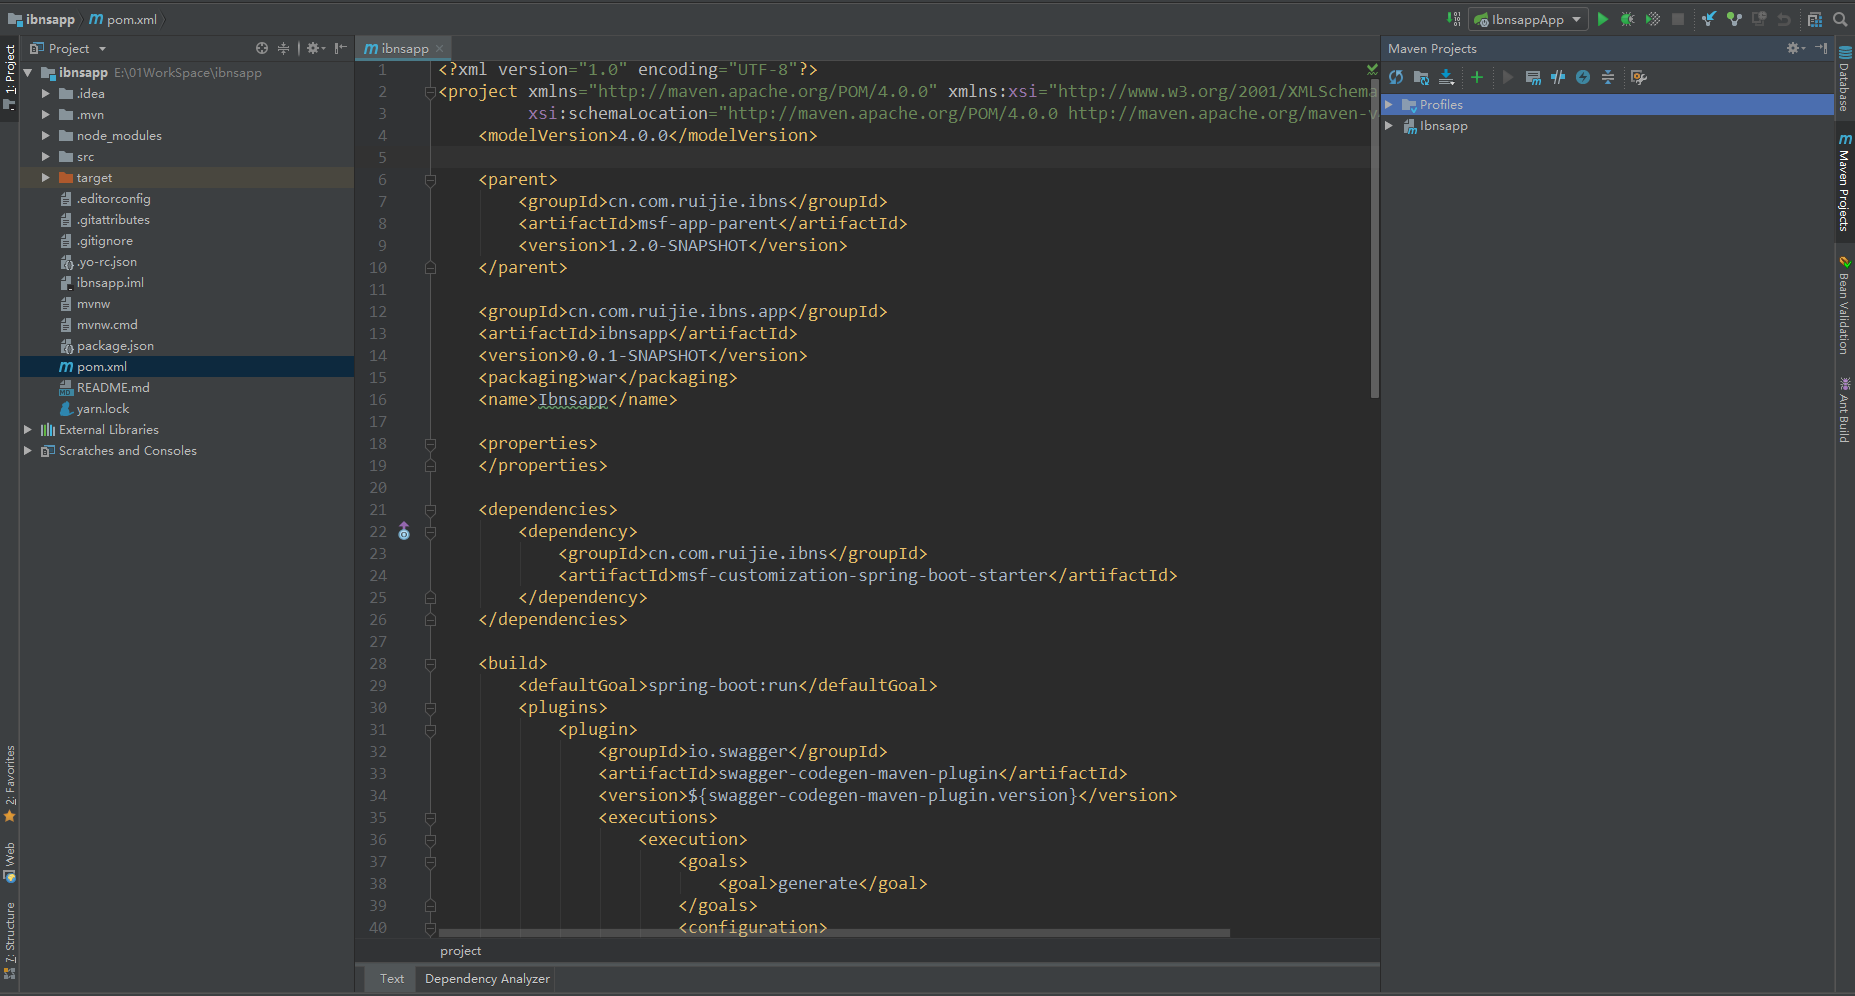 ibnsapp
pom.xml
IbnsappApp
Project
ibnsapp
Maven Projects
1: Project
ibnsapp E:\01WorkSpace\ibnsapp
.idea
.mvn
node_modules
src
target
.editorconfig
.gitattributes
.gitignore
.yo-rc.json
ibnsapp.iml
mvnw
mvnw.cmd
package.json
pom.xml
README.md
yarn.lock
External Libraries
Scratches and Consoles
2: Favorites
Web
7: Structure
1 <?xml version="1.0" encoding="UTF-8"?>
2 <project xmlns="http://maven.apache.org/POM/4.0.0" xmlns:xsi="http://www.w3.org/2001/XMLSchema
3 xsi:schemaLocation="http://maven.apache.org/POM/4.0.0 http://maven.apache.org/maven-v
4 <modelVersion>4.0.0</modelVersion>
5
6 <parent>
7 <groupId>cn.com.ruijie.ibns</groupId>
8 <artifactId>msf-app-parent</artifactId>
9 <version>1.2.0-SNAPSHOT</version>
10 </parent>
11
12 <groupId>cn.com.ruijie.ibns.app</groupId>
13 <artifactId>ibnsapp</artifactId>
14 <version>0.0.1-SNAPSHOT</version>
15 <packaging>war</packaging>
16 <name>Ibnsapp</name>
17
18 <properties>
19 </properties>
20
21 <dependencies>
22 <dependency>
23 <groupId>cn.com.ruijie.ibns</groupId>
24 <artifactId>msf-customization-spring-boot-starter</artifactId>
25 </dependency>
26 </dependencies>
27
28 <build>
29 <defaultGoal>spring-boot:run</defaultGoal>
30 <plugins>
31 <plugin>
32 <groupId>io.swagger</groupId>
33 <artifactId>swagger-codegen-maven-plugin</artifactId>
34 <version>${swagger-codegen-maven-plugin.version}</version>
35 <executions>
36 <execution>
37 <goals>
38 <goal>generate</goal>
39 </goals>
40 <configuration>
project
Text
Dependency Analyzer
Profiles
Ibnsapp
Database
Maven Projects
Bean Validation
Ant Build